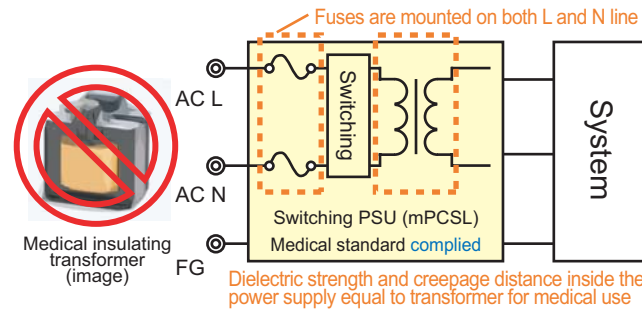 Fuses are mounted on both L and N line
AC L
Switching
System
AC N
Switching PSU (mPCSL)
Medical standard complied
Medical insulating
transformer
(image)
FG
Dielectric strength and creepage distance inside the
power supply equal to transformer for medical use